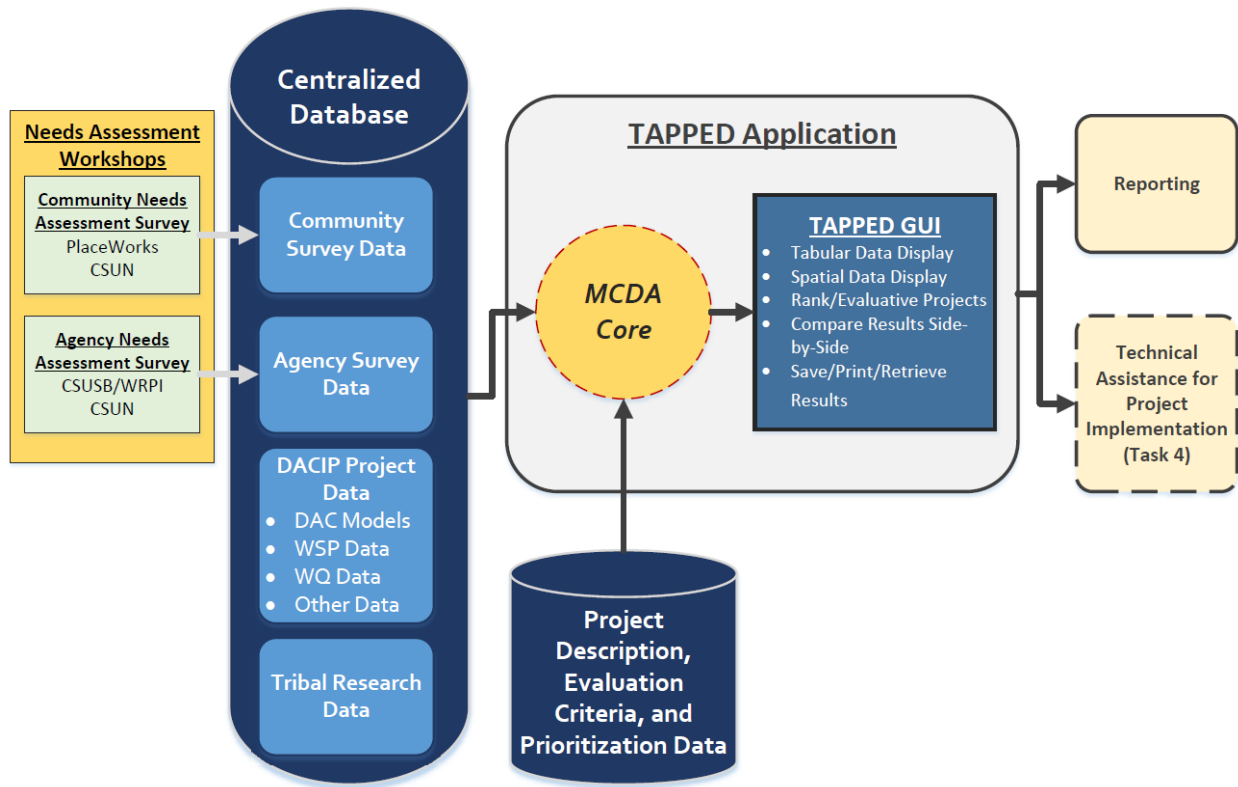 Needs Assessment
Workshops
Community Needs
Assessment Survey
PlaceWorks
CSUN
Agency Needs
Assessment Survey
CSUSB/WRPI
CSUN
Centralized
Database
Community
Survey Data
Agency Survey
Data
DACIP Project
Data
• DAC Models
• WSP Data
• WQ Data
• Other Data
Tribal Research
Data
TAPPED Application
MCDA
Core
TAPPED GUI
• Tabular Data Display
• Spatial Data Display
• Rank/Evaluative Projects
• Compare Results Side-
by-Side
• Save/Print/Retrieve
Results
Project
Description,
Evaluation
Criteria, and
Prioritization Data
Reporting
Technical
Assistance for
Project
Implementation
(Task 4)